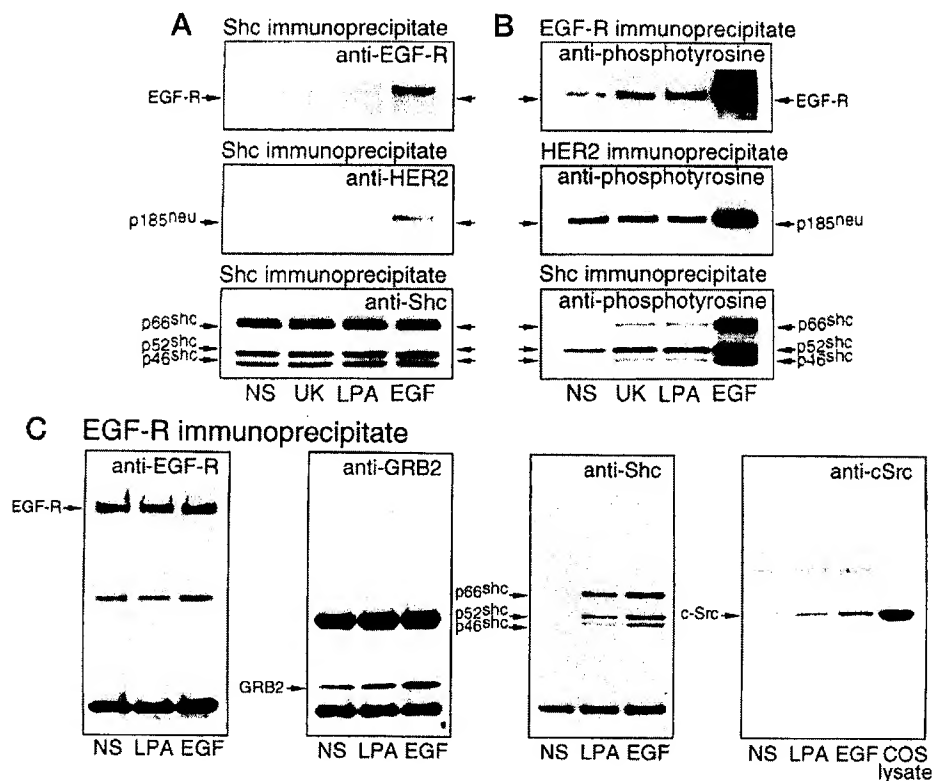 A
Shc immunoprecipitate
anti-EGF-R
EGF-R
Shc immunoprecipitate
anti-HER2
p185neu
Shc immunoprecipitate
anti-Shc
p66shc
p52shc
p46shc
NS UK LPA EGF
B
EGF-R immunoprecipitate
anti-phosphotyrosine
EGF-R
HER2 immunoprecipitate
anti-phosphotyrosine
p185neu
Shc immunoprecipitate
anti-phosphotyrosine
p66shc
p52shc
p46shc
NS UK LPA EGF
C EGF-R immunoprecipitate
anti-EGF-R
EGF-R
NS LPA EGF
anti-GRB2
GRB2
NS LPA EGF
anti-Shc
p66shc
p52shc
p46shc
NS LPA EGF
anti-cSrc
c-Src
NS LPA EGF COS
lysate